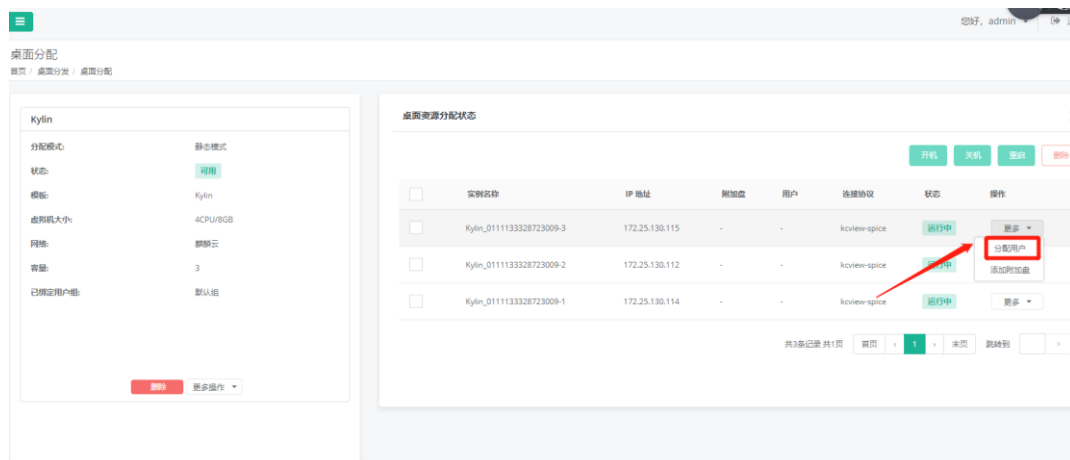 您好, admin
桌面分配
首页 / 桌面分发 / 桌面分配
Kylin
分配模式: 静态模式
状态: 可用
模板: Kylin
虚拟机大小: 4CPU/8GB
网络: 麒麟云
容量: 3
已绑定用户组: 默认组
删除 更多操作
桌面资源分配状态
开机 关机 重启 删除
实例名称 IP 地址 附加盘 用户 连接协议 状态 操作
Kylin_0111133328723009-3 172.25.130.115 - - kcview-spice 运行中 更多
分配用户
添加附加盘
Kylin_0111133328723009-2 172.25.130.112 - - kcview-spice 运行中
Kylin_0111133328723009-1 172.25.130.114 - - kcview-spice 运行中 更多
共3条记录 共1页 首页 ‹ 1 › 末页 跳转到